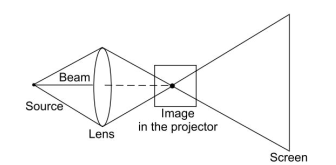 Beam
Source
Lens
Image
in the projector
Screen